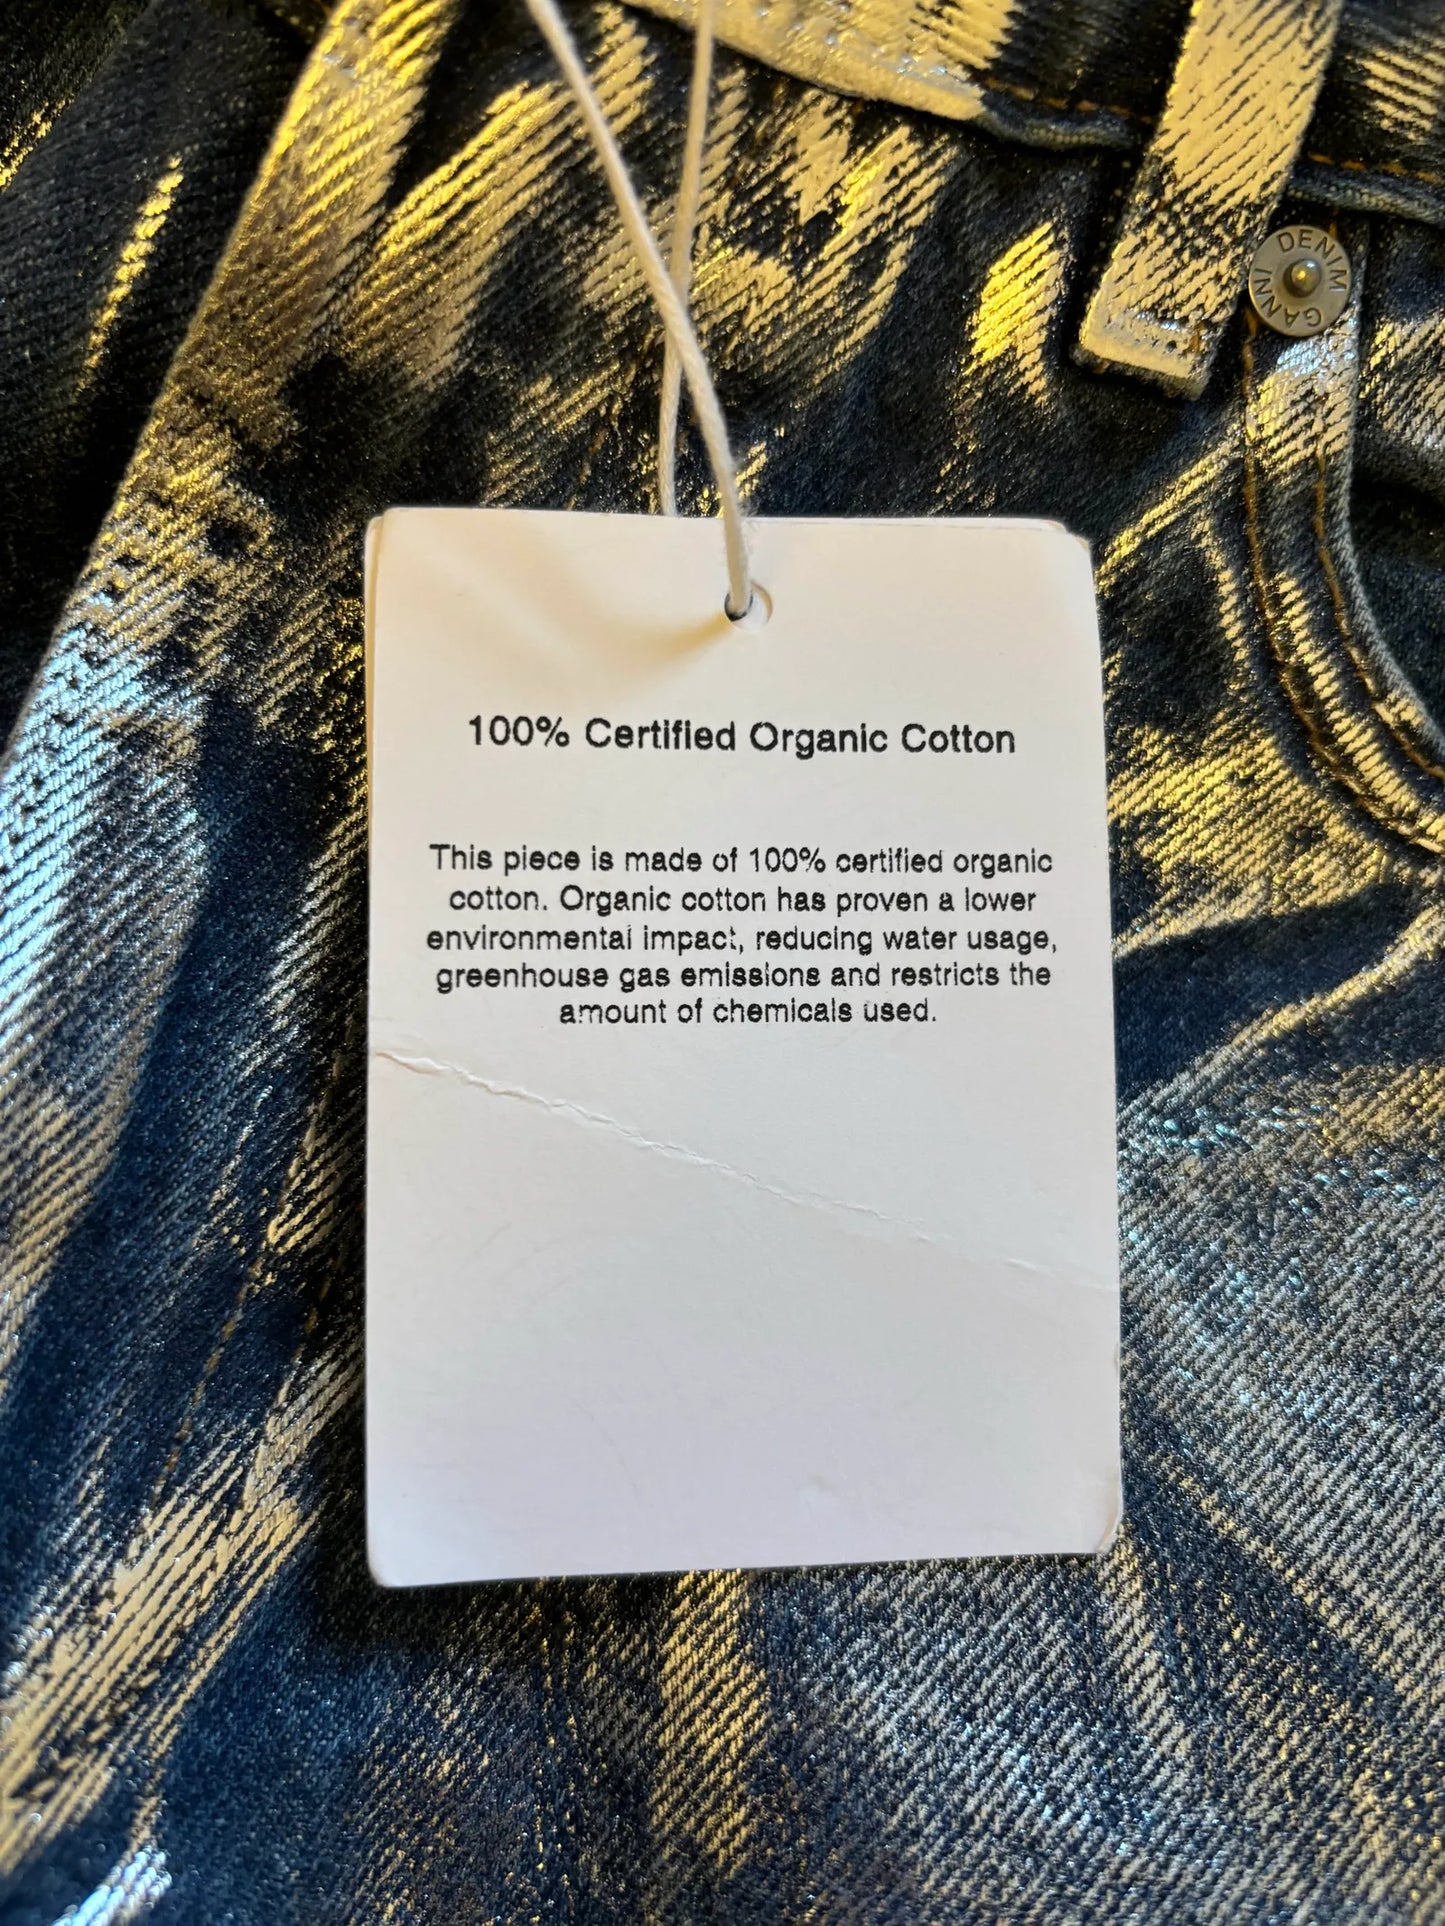 GANNI DENIM
100% Certified Organic Cotton
This piece is made of 100% certified organic
cotton. Organic cotton has proven a lower
environmental impact, reducing water usage,
greenhouse gas emissions and restricts the
amount of chemicals used.